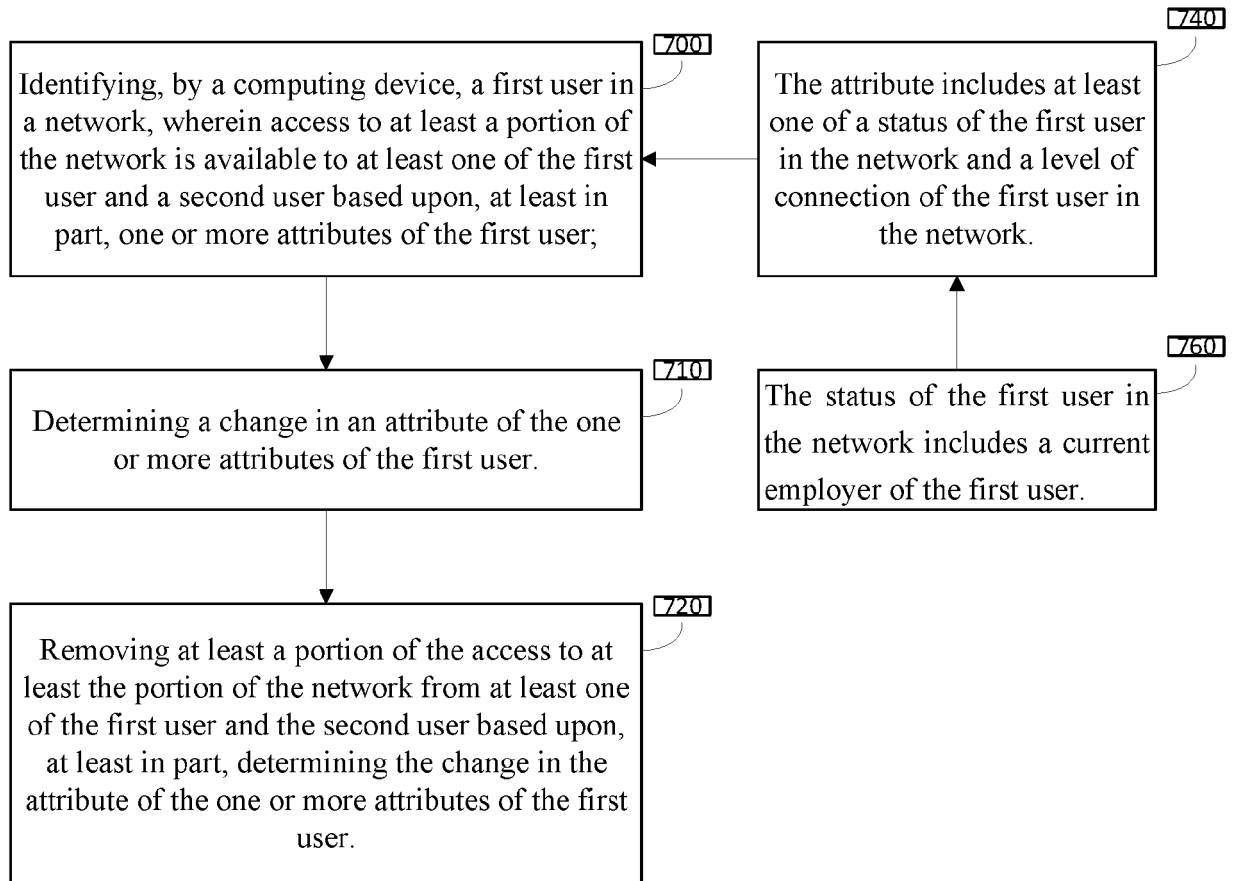 700
Identifying, by a computing device, a first user in
a network, wherein access to at least a portion of
the network is available to at least one of the first
user and a second user based upon, at least in
part, one or more attributes of the first user;
740
The attribute includes at least
one of a status of the first user
in the network and a level of
connection of the first user in
the network.
710
Determining a change in an attribute of the one
or more attributes of the first user.
760
The status of the first user in
the network includes a current
employer of the first user.
720
Removing at least a portion of the access to at
least the portion of the network from at least one
of the first user and the second user based upon,
at least in part, determining the change in the
attribute of the one or more attributes of the first
user.